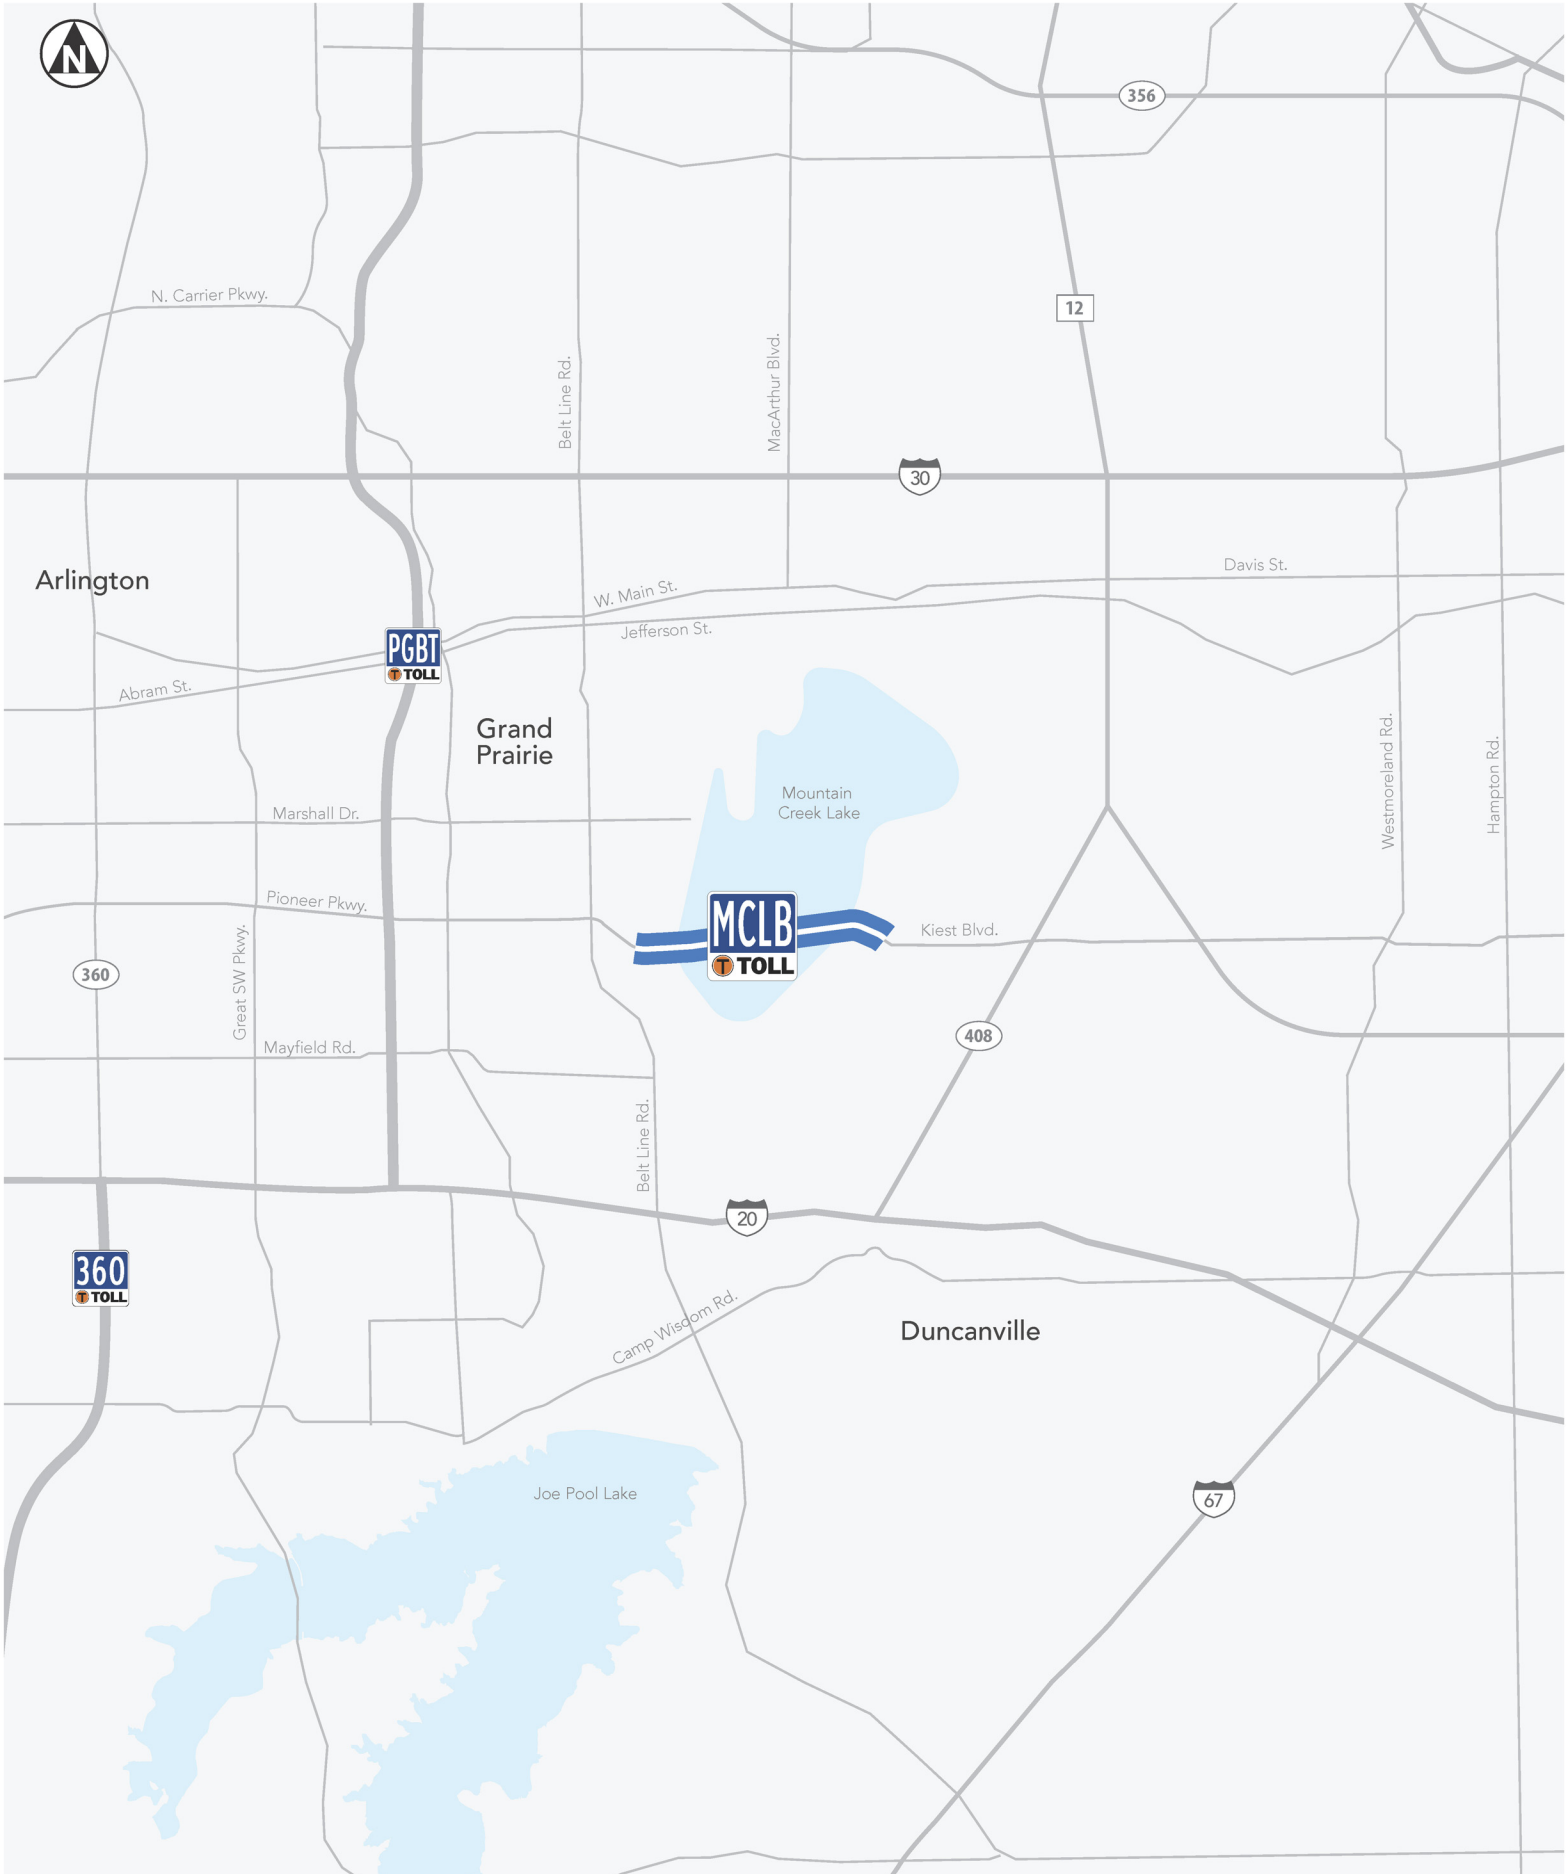 N
356
N. Carrier Pkwy.
12
Belt Line Rd.
MacArthur Blvd.
30
Arlington
Davis St.
W. Main St.
Jefferson St.
PGBT
T TOLL
Abram St.
Grand
Prairie
Westmoreland Rd.
Hampton Rd.
Mountain
Creek Lake
Marshall Dr.
Pioneer Pkwy.
MCLB
T TOLL
Kiest Blvd.
360
Great SW Pkwy.
408
Mayfield Rd.
Belt Line Rd.
20
360
T TOLL
Camp Wisdom Rd.
Duncanville
Joe Pool Lake
67